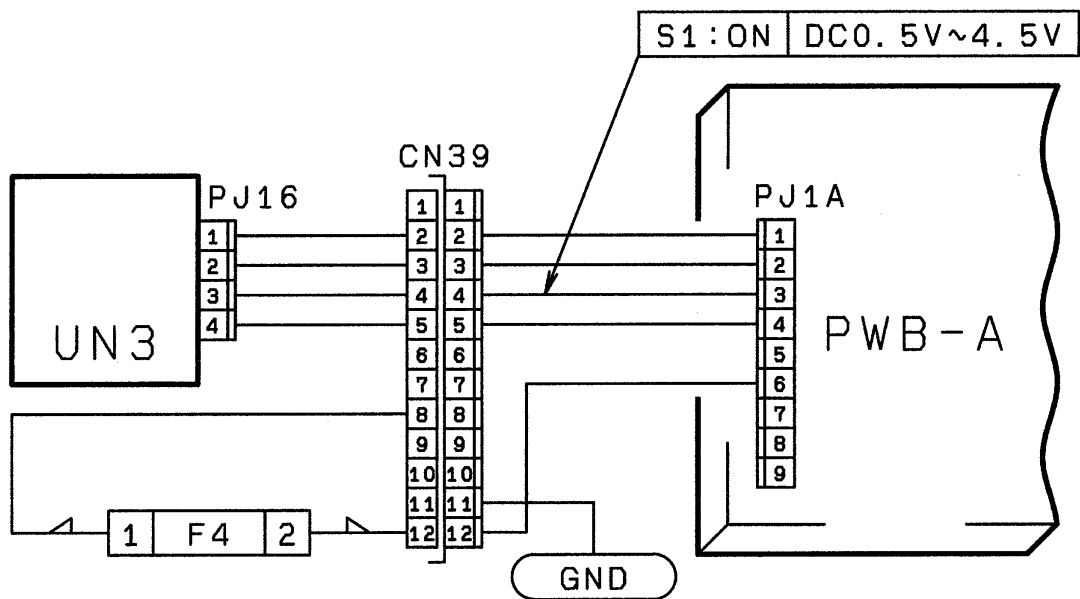 S1:ON DC0.5V~4.5V
CN39
PJ16
PJ1A
1 1
1 2 2 1
2 3 3 2
3 4 4 3
4 5 5 4
6 6 5
7 7 6
8 8 7
9 9 8
10 10 9
11 11
12 12
UN3
PWB-A
1 F4 2
GND